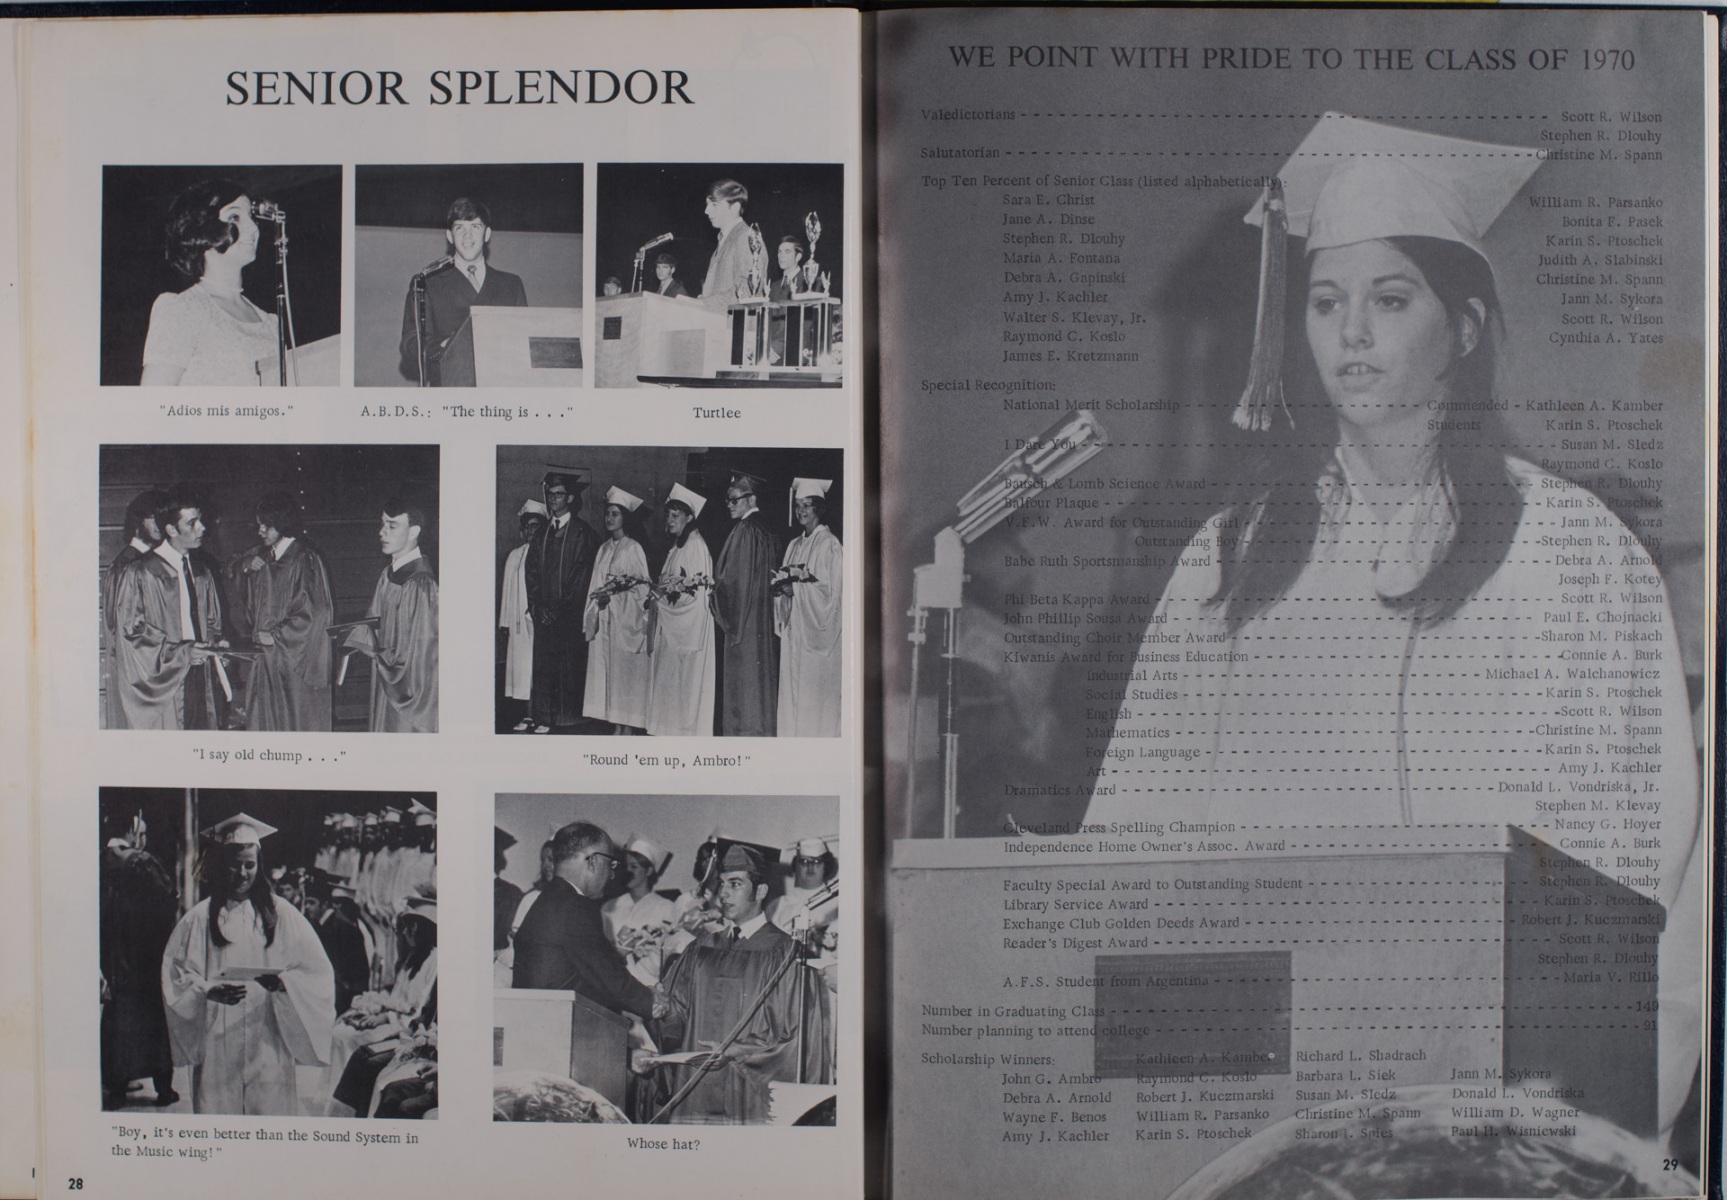 SENIOR SPLENDOR
"Adios mis amigos."
A.B.D.S.: "The thing is . . ."
Turtlee
"I say old chump . . ."
"Round 'em up, Ambro!"
"Boy, it's even better than the Sound System in
the Music wing!"
Whose hat?
28
WE POINT WITH PRIDE TO THE CLASS OF 1970
Valedictorians - - - - - - - - - - Scott R. Wilson
Stephen R. Dlouhy
Salutatorian - - - - - - - - - - Christine M. Spann
Top Ten Percent of Senior Class (listed alphabetically):
Sara E. Christ William R. Parsanko
Jane A. Dinse Bonita F. Pasek
Stephen R. Dlouhy Karin S. Ptoschek
Maria A. Fontana Judith A. Slabinski
Debra A. Gapinski Christine M. Spann
Amy J. Kachler Jann M. Sykora
Walter S. Klevay, Jr. Scott R. Wilson
Raymond C. Koslo Cynthia A. Yates
James E. Kretzmann
Special Recognition:
National Merit Scholarship - - - - - - - - - - Commended - Kathleen A. Kamber
Students Karin S. Ptoschek
I Dare You - - - - - - - - - - Susan M. Sledz
Raymond C. Koslo
Bausch & Lomb Science Award - - - - - - - - - - Stephen R. Dlouhy
Balfour Plaque - - - - - - - - - - Karin S. Ptoschek
V.F.W. Award for Outstanding Girl - - - - - - - - - - Jann M. Sykora
Outstanding Boy - - - - - - - - - - Stephen R. Dlouhy
Babe Ruth Sportsmanship Award - - - - - - - - - - Debra A. Arnold
Joseph F. Kotey
Phi Beta Kappa Award - - - - - - - - - - Scott R. Wilson
John Phillip Sousa Award - - - - - - - - - - Paul E. Chojnacki
Outstanding Choir Member Award - - - - - - - - - - Sharon M. Piskach
Kiwanis Award for Business Education - - - - - - - - - - Connie A. Burk
Industrial Arts - - - - - - - - - - Michael A. Walchanowicz
Social Studies - - - - - - - - - - Karin S. Ptoschek
English - - - - - - - - - - Scott R. Wilson
Mathematics - - - - - - - - - - Christine M. Spann
Foreign Language - - - - - - - - - - Karin S. Ptoschek
Art - - - - - - - - - - Amy J. Kachler
Dramatics Award - - - - - - - - - - Donald L. Vondriska, Jr.
Stephen M. Klevay
Cleveland Press Spelling Champion - - - - - - - - - - Nancy G. Hoyer
Independence Home Owner's Assoc. Award - - - - - - - - - - Connie A. Burk
Stephen R. Dlouhy
Faculty Special Award to Outstanding Student - - - - - - - - - - Stephen R. Dlouhy
Library Service Award - - - - - - - - - - Karin S. Ptoschek
Exchange Club Golden Deeds Award - - - - - - - - - - Robert J. Kuczmarski
Reader's Digest Award - - - - - - - - - - Scott R. Wilson
Stephen R. Dlouhy
A.F.S. Student from Argentina - - - - - - - - - - Maria V. Rillo
Number in Graduating Class - - - - - - - - - - 149
Number planning to attend college - - - - - - - - - - 91
Scholarship Winners: Kathleen A. Kamber Richard L. Shadrach
John G. Ambro Raymond C. Koslo Barbara L. Siek Jann M. Sykora
Debra A. Arnold Robert J. Kuczmarski Susan M. Sledz Donald L. Vondriska
Wayne F. Benos William R. Parsanko Christine M. Spann William D. Wagner
Amy J. Kachler Karin S. Ptoschek Sharon I. Spies Paul H. Wisniewski
29